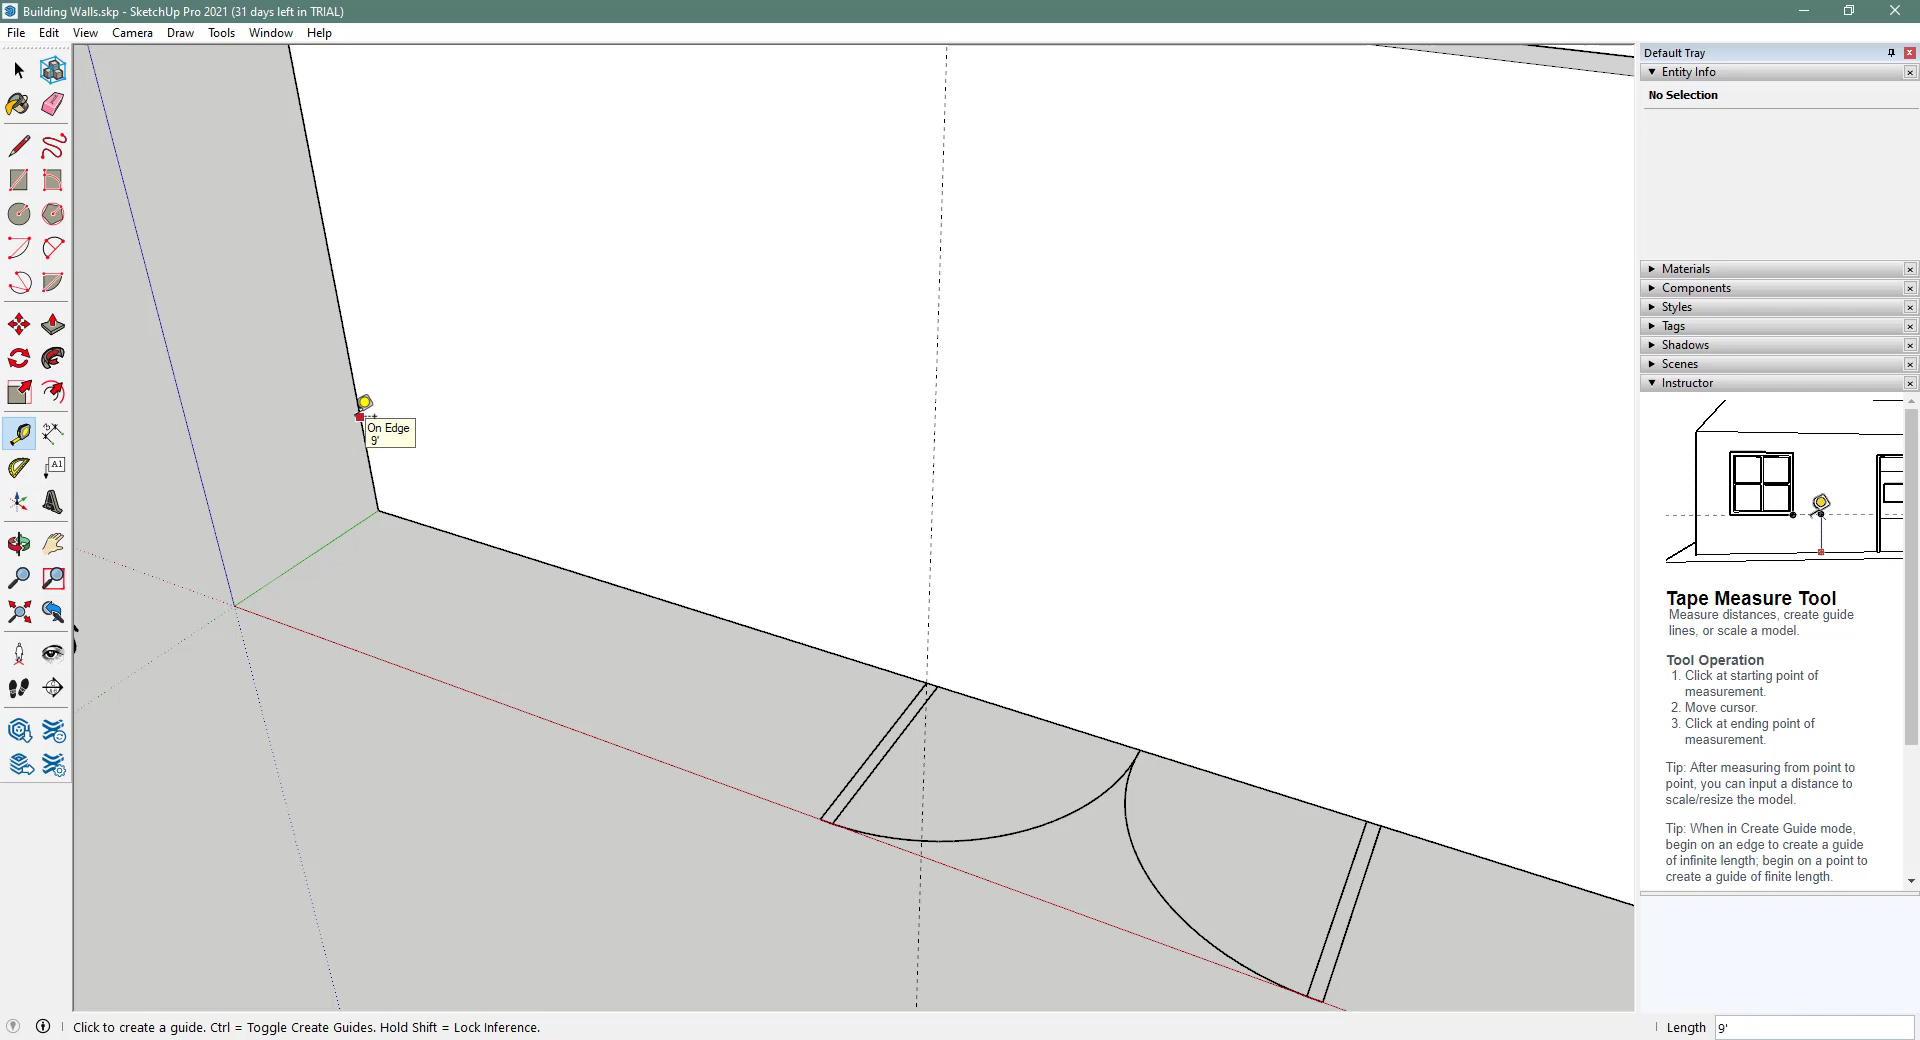 Building Walls.skp - SketchUp Pro 2021 (31 days left in TRIAL)
File Edit View Camera Draw Tools Window Help
Default Tray
Entity Info
No Selection
Materials
Components
Styles
Tags
Shadows
Scenes
Instructor
On Edge
9'
A1
Tape Measure Tool
Measure distances, create guide
lines, or scale a model.
Tool Operation
1. Click at starting point of
measurement.
2. Move cursor.
3. Click at ending point of
measurement.
Tip: After measuring from point to
point, you can input a distance to
scale/resize the model.
Tip: When in Create Guide mode,
begin on an edge to create a guide
of infinite length; begin on a point to
create a guide of finite length.
Click to create a guide. Ctrl = Toggle Create Guides. Hold Shift = Lock Inference.
Length 9'